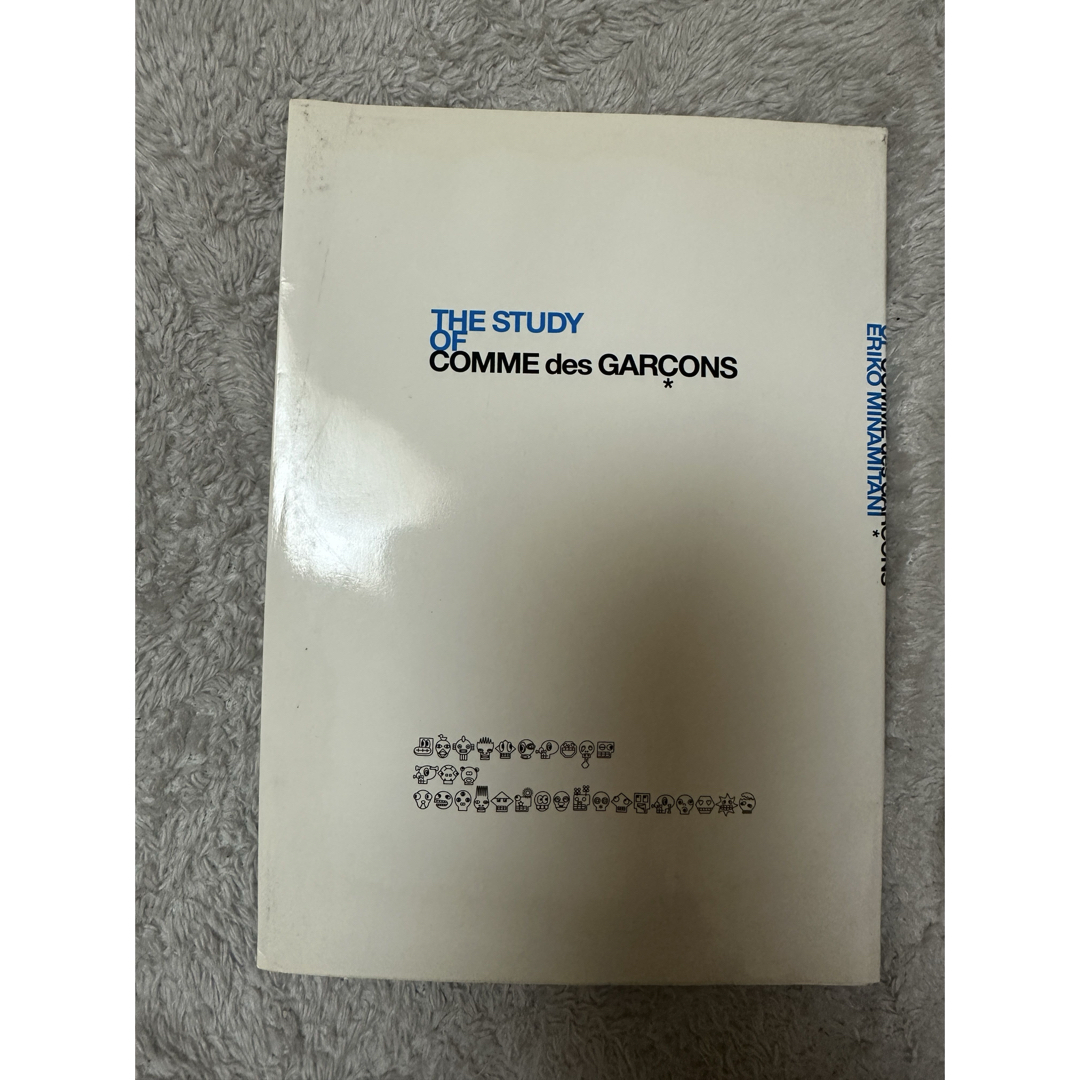 THE STUDY
OF
COMME des GARÇONS
*
ERIKO MINAMITANI *